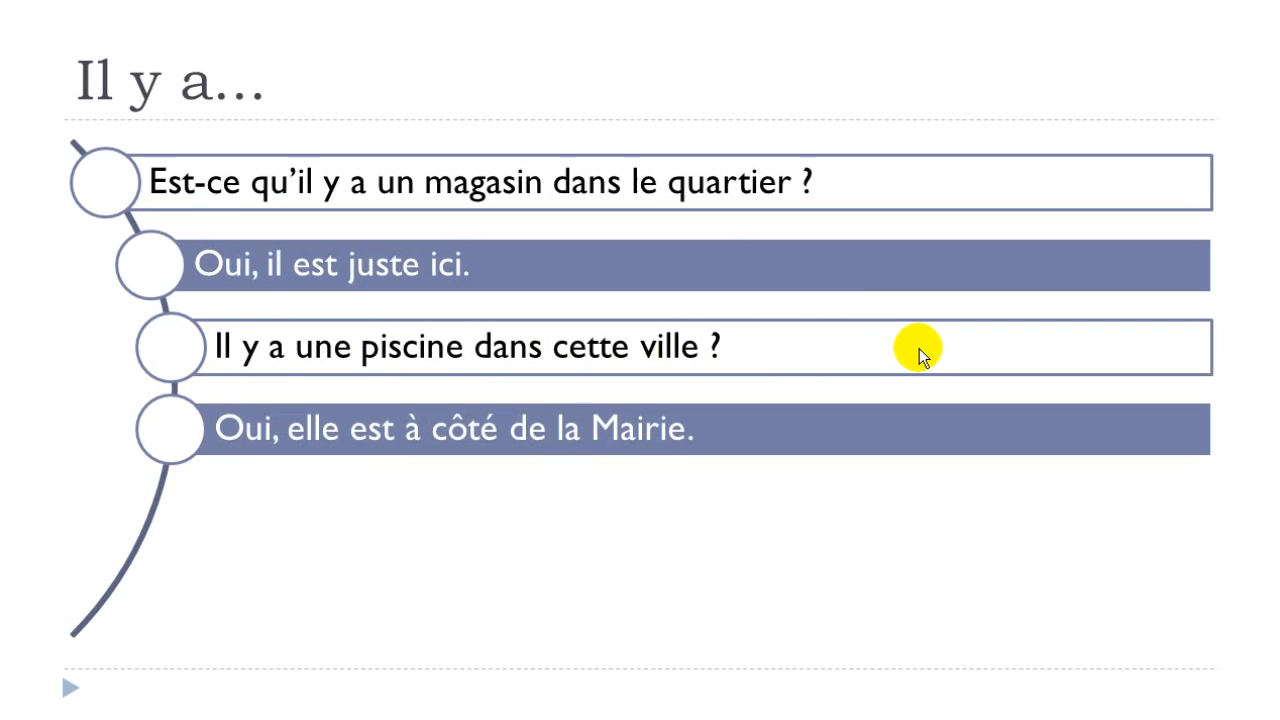 Il y a...
Est-ce qu’il y a un magasin dans le quartier ?
Oui, il est juste ici.
Il y a une piscine dans cette ville ?
Oui, elle est à côté de la Mairie.